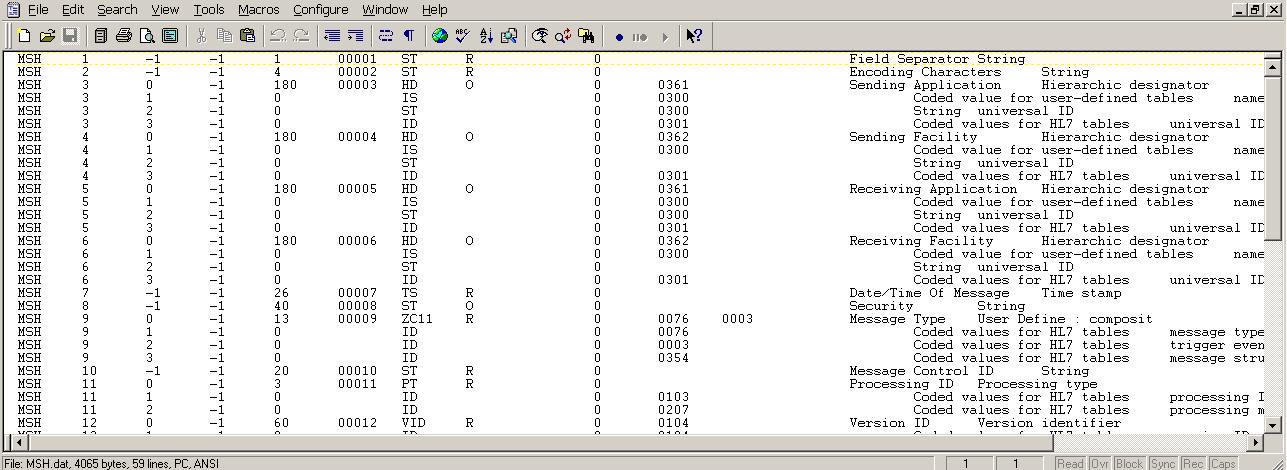 File Edit Search View Tools Macros Configure Window Help
MSH 1 -1 -1 1 00001 ST R 0 Field Separator String
MSH 2 -1 -1 4 00002 ST R 0 Encoding Characters String
MSH 3 0 -1 180 00003 HD O 0 0361 Sending Application Hierarchic designator
MSH 3 1 -1 0 IS 0 0300 Coded value for user-defined tables name
MSH 3 2 -1 0 ST 0 0300 String universal ID
MSH 3 3 -1 0 ID 0 0301 Coded values for HL7 tables universal ID
MSH 4 0 -1 180 00004 HD O 0 0362 Sending Facility Hierarchic designator
MSH 4 1 -1 0 IS 0 0300 Coded value for user-defined tables name
MSH 4 2 -1 0 ST 0 String universal ID
MSH 4 3 -1 0 ID 0 0301 Coded values for HL7 tables universal ID
MSH 5 0 -1 180 00005 HD O 0 0361 Receiving Application Hierarchic designator
MSH 5 1 -1 0 IS 0 0300 Coded value for user-defined tables name
MSH 5 2 -1 0 ST 0 0300 String universal ID
MSH 5 3 -1 0 ID 0 0301 Coded values for HL7 tables universal ID
MSH 6 0 -1 180 00006 HD O 0 0362 Receiving Facility Hierarchic designator
MSH 6 1 -1 0 IS 0 0300 Coded value for user-defined tables name
MSH 6 2 -1 0 ST 0 String universal ID
MSH 6 3 -1 0 ID 0 0301 Coded values for HL7 tables universal ID
MSH 7 -1 -1 26 00007 TS R 0 Date/Time Of Message Time stamp
MSH 8 -1 -1 40 00008 ST O 0 Security String
MSH 9 0 -1 13 00009 ZC11 R 0 0076 0003 Message Type User Define : composit
MSH 9 1 -1 0 ID 0 0076 Coded values for HL7 tables message type
MSH 9 2 -1 0 ID 0 0003 Coded values for HL7 tables trigger even
MSH 9 3 -1 0 ID 0 0354 Coded values for HL7 tables message stru
MSH 10 -1 -1 20 00010 ST R 0 Message Control ID String
MSH 11 0 -1 3 00011 PT R 0 Processing ID Processing type
MSH 11 1 -1 0 ID 0 0103 Coded values for HL7 tables processing I
MSH 11 2 -1 0 ID 0 0207 Coded values for HL7 tables processing m
MSH 12 0 -1 60 00012 VID R 0 0104 Version ID Version identifier
File: MSH.dat, 4065 bytes, 59 lines, PC, ANSI 1 1 Read Ovr Block Sync Rec Caps